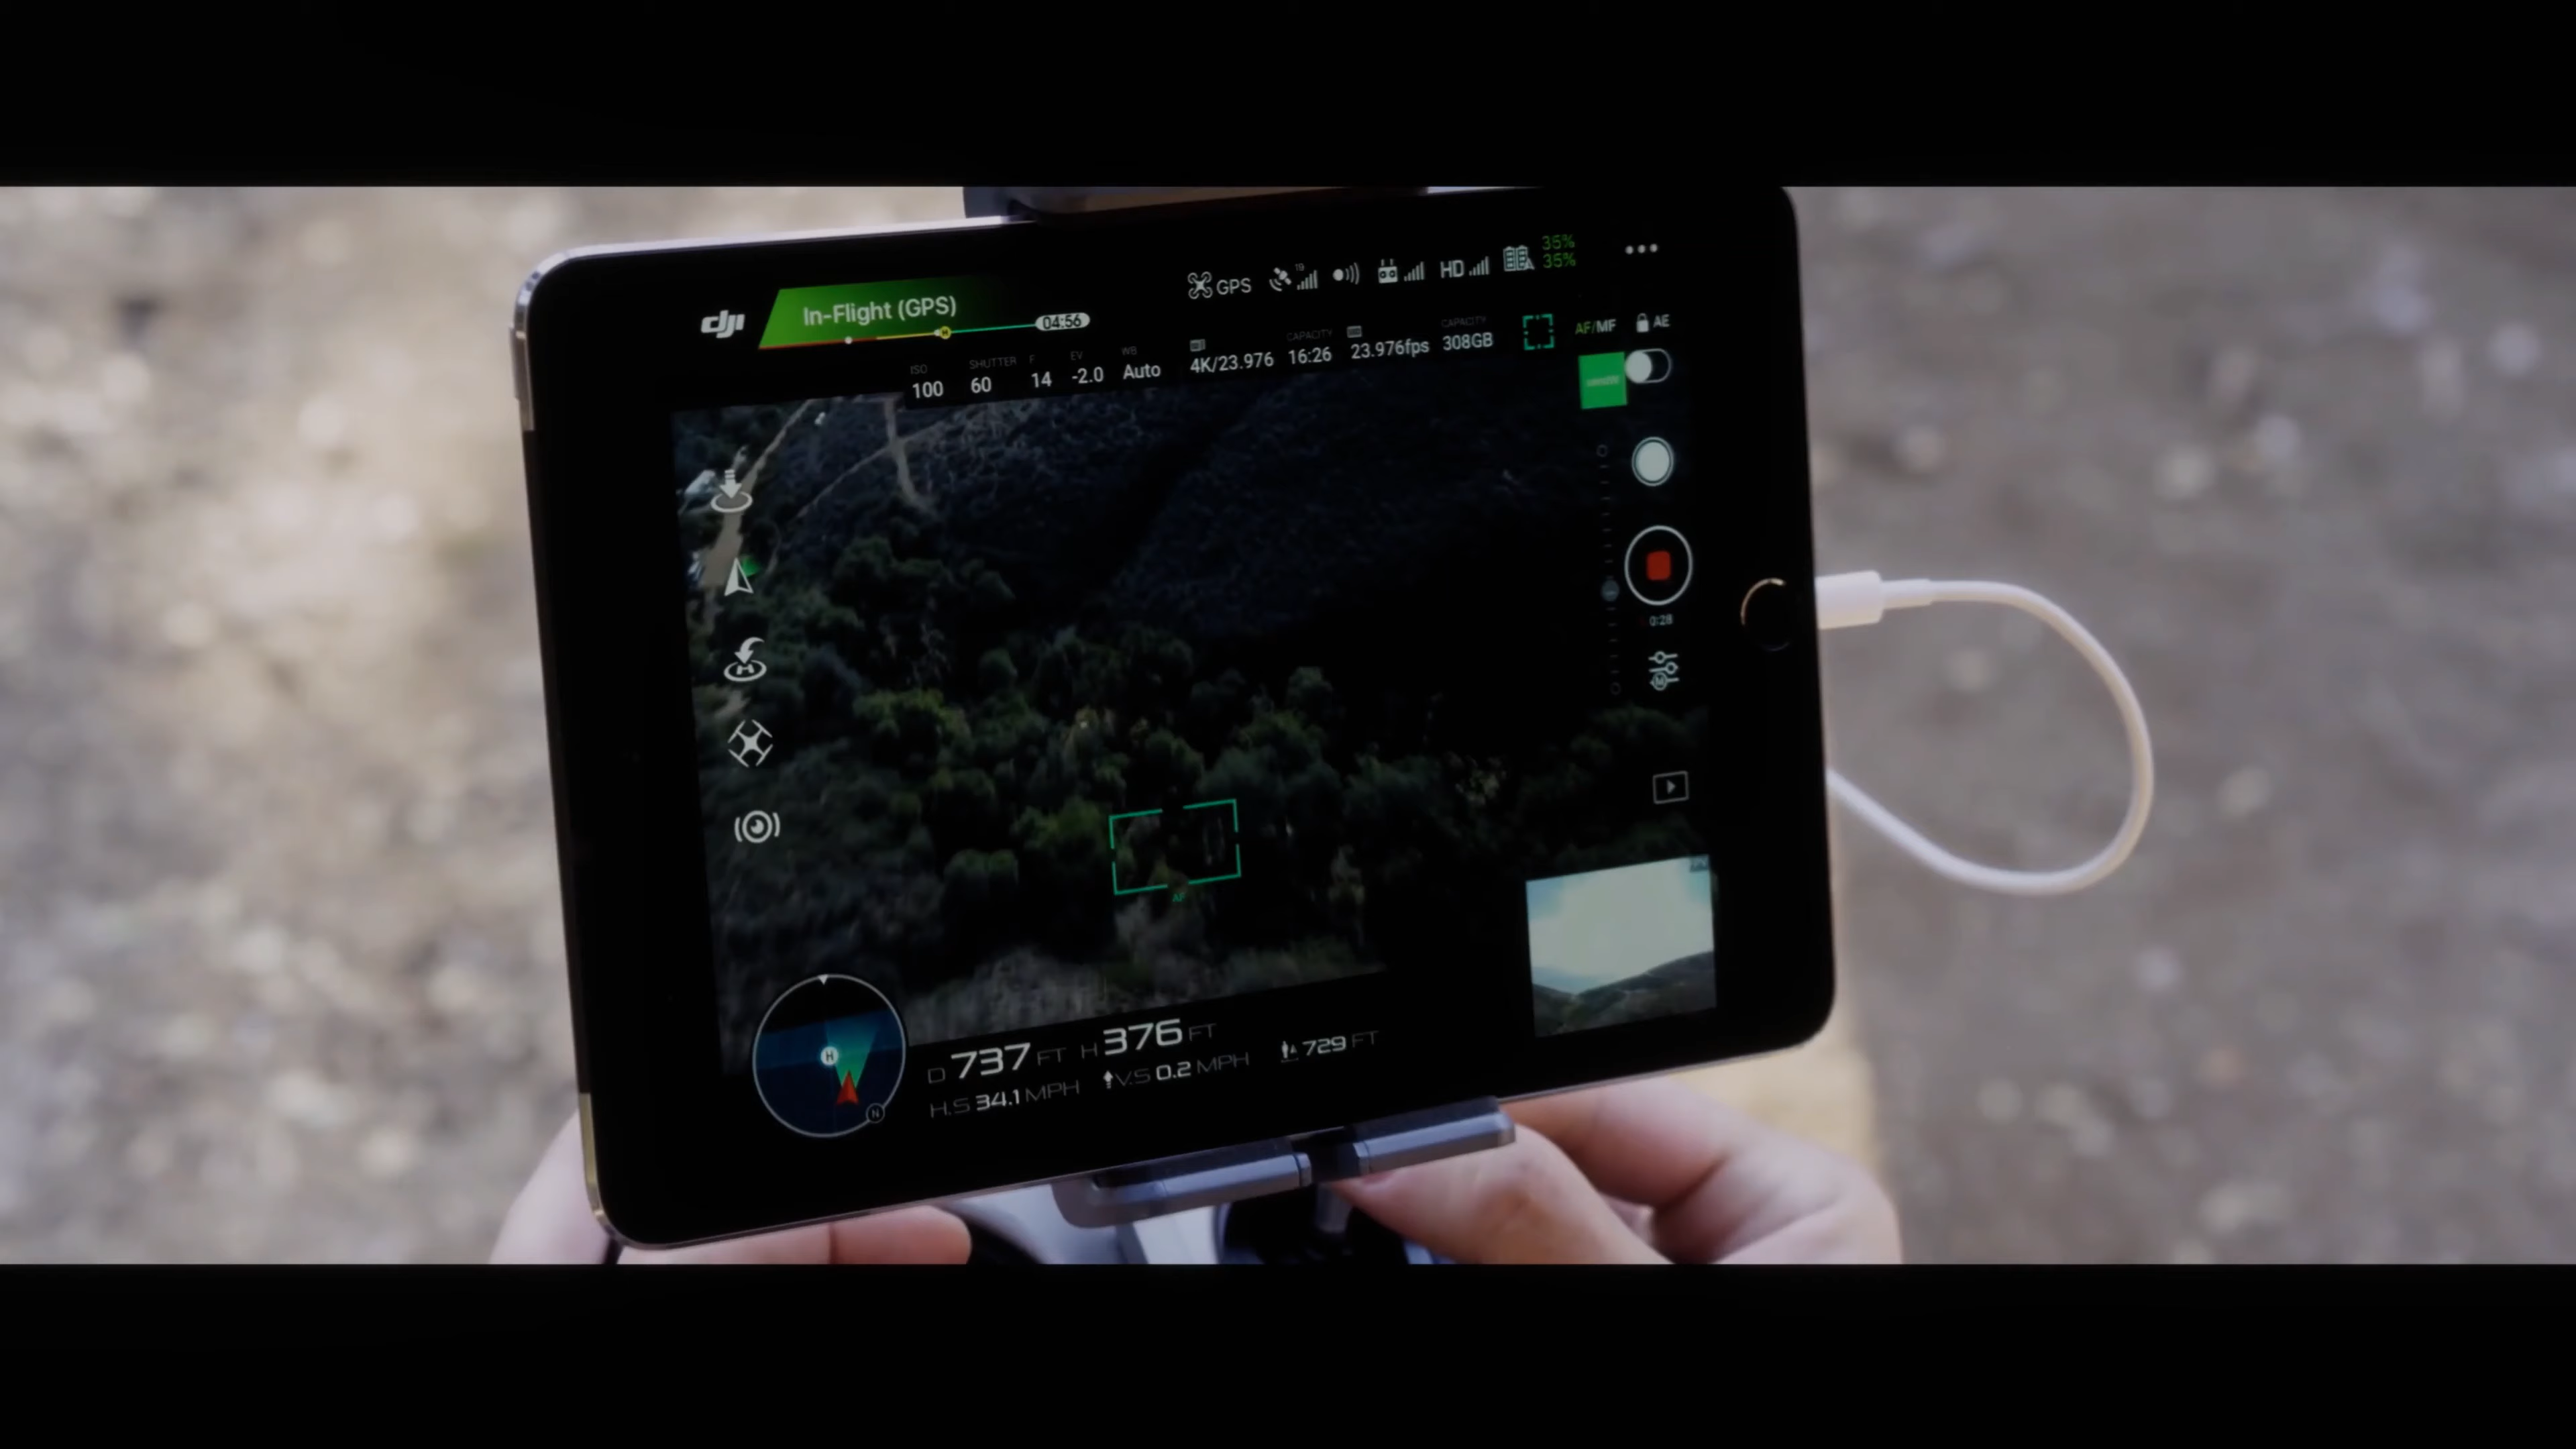 dji In-Flight (GPS) 04:56
GPS 19 HD 35%
35%
ISO SHUTTER F EV WB CAPACITY CAPACITY
100 60 14 -2.0 Auto 4K/23.976 16:26 23.976fps 308GB
AF/MF AE
0:28
M
H
AF
H
N
D 737 FT H 376 FT
H.S 34.1 MPH V.S 0.2 MPH 729 FT